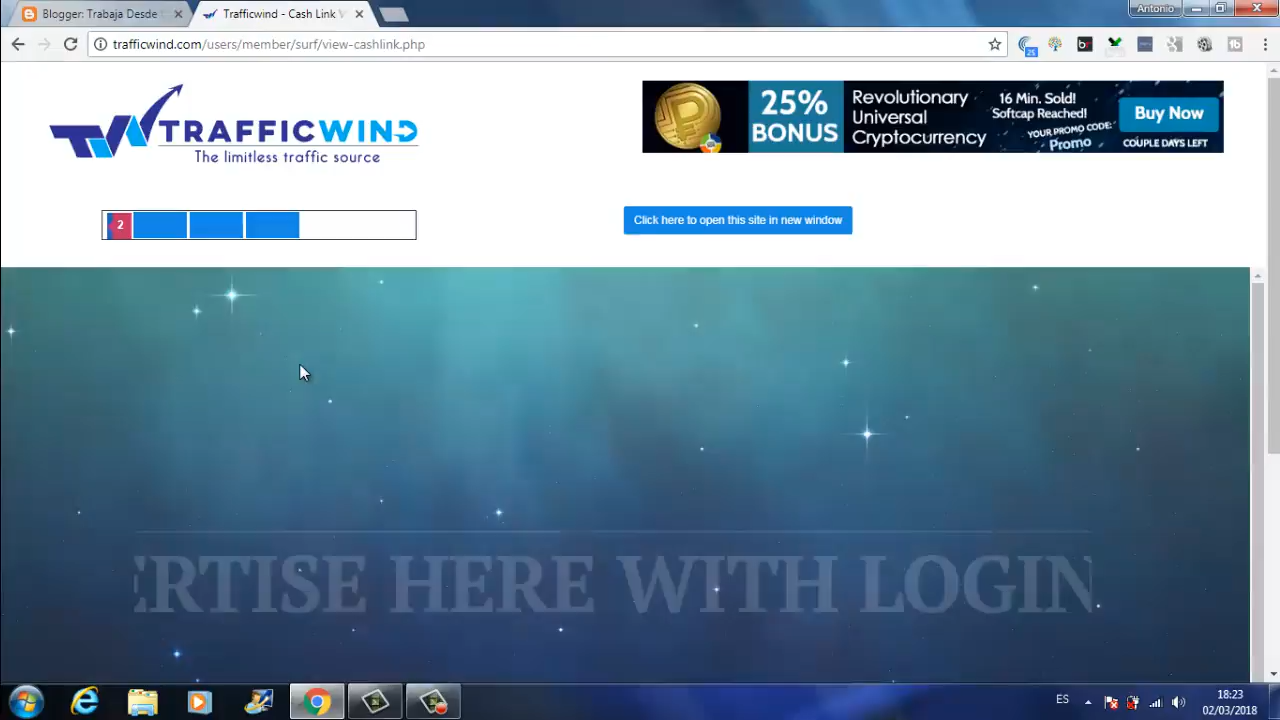 Blogger: Trabaja Desde
Trafficwind - Cash Link
Antonio
trafficwind.com/users/member/surf/view-cashlink.php
25
TRAFFICWIND
The limitless traffic source
25%
BONUS
Revolutionary
Universal
Cryptocurrency
16 Min. Sold!
Softcap Reached!
YOUR PROMO CODE:
Promo
Buy Now
COUPLE DAYS LEFT
2
Click here to open this site in new window
ERTISE HERE WITH LOGIN
ES
18:23
02/03/2018